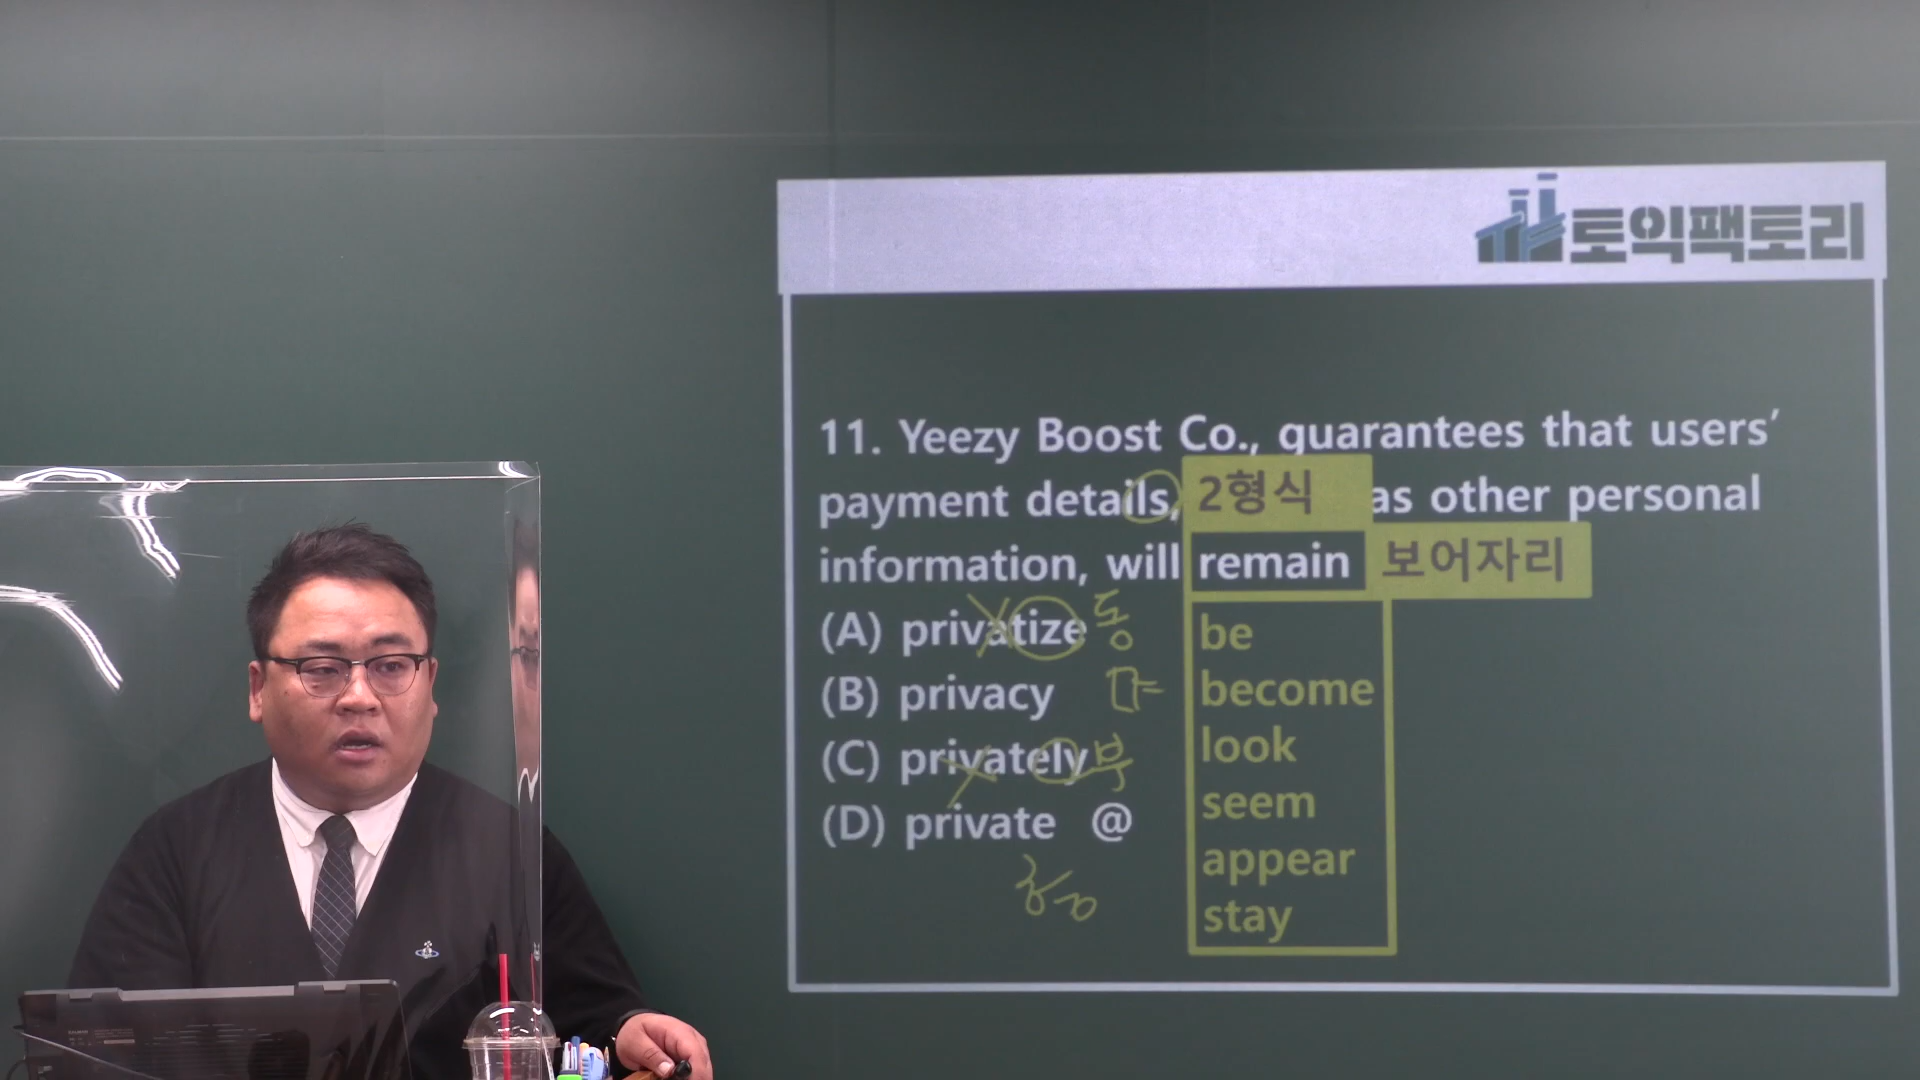 토익팩토리
11. Yeezy Boost Co., guarantees that users’
payment details, 2형식 as other personal
information, will remain 보어자리
(A) privatize 동
(B) privacy
(C) privately 부
(D) private @
형
be
become
look
seem
appear
stay